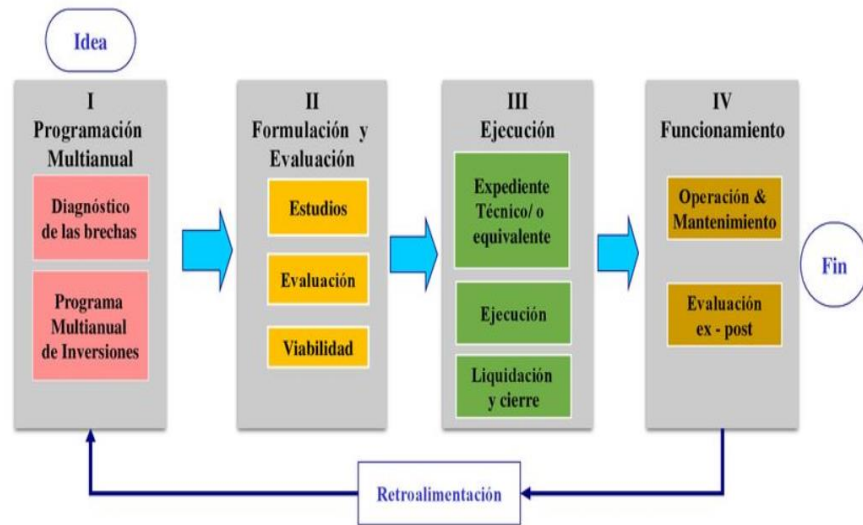 Idea
I
Programación
Multianual
Diagnóstico
de las brechas
Programa
Multianual
de Inversiones
II
Formulación y
Evaluación
Estudios
Evaluación
Viabilidad
III
Ejecución
Expediente
Técnico/ o
equivalente
Ejecución
Liquidación
y cierre
IV
Funcionamiento
Operación &
Mantenimiento
Evaluación
ex - post
Fin
Retroalimentación